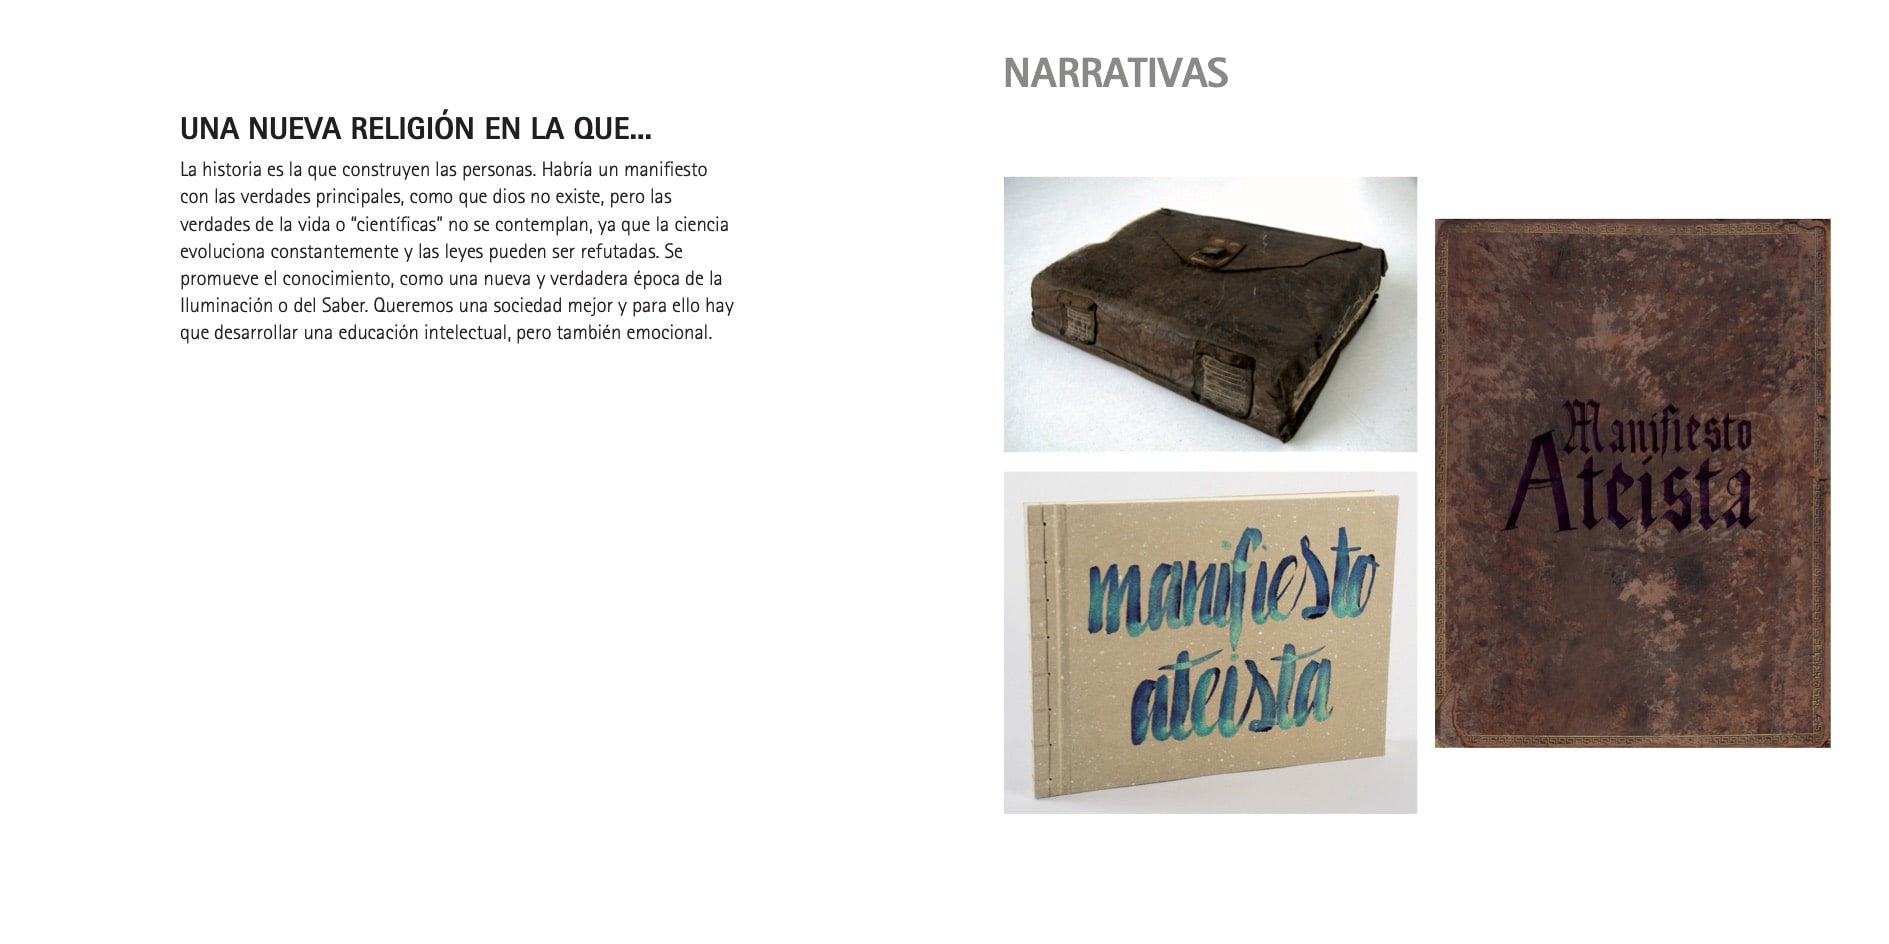 UNA NUEVA RELIGIÓN EN LA QUE...
La historia es la que construyen las personas. Habría un manifiesto
con las verdades principales, como que dios no existe, pero las
verdades de la vida o “científicas” no se contemplan, ya que la ciencia
evoluciona constantemente y las leyes pueden ser refutadas. Se
promueve el conocimiento, como una nueva y verdadera época de la
Iluminación o del Saber. Queremos una sociedad mejor y para ello hay
que desarrollar una educación intelectual, pero también emocional.
NARRATIVAS
manifiesto
ateista
Manifiesto
Ateista